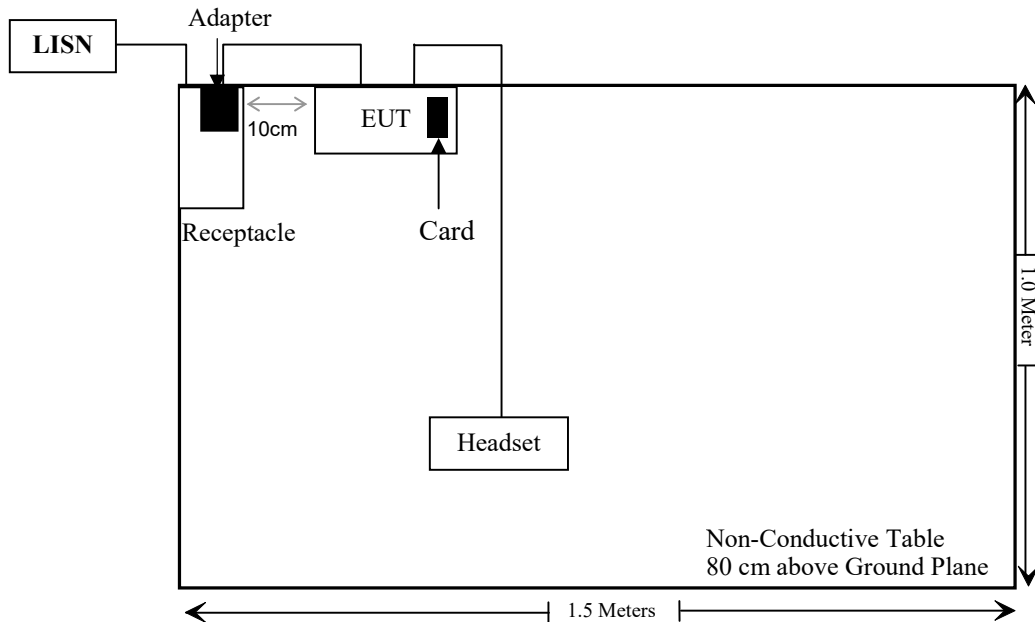 Adapter
LISN
EUT
10cm
Receptacle
Card
1.0 Meter
Headset
Non-Conductive Table
80 cm above Ground Plane
1.5 Meters